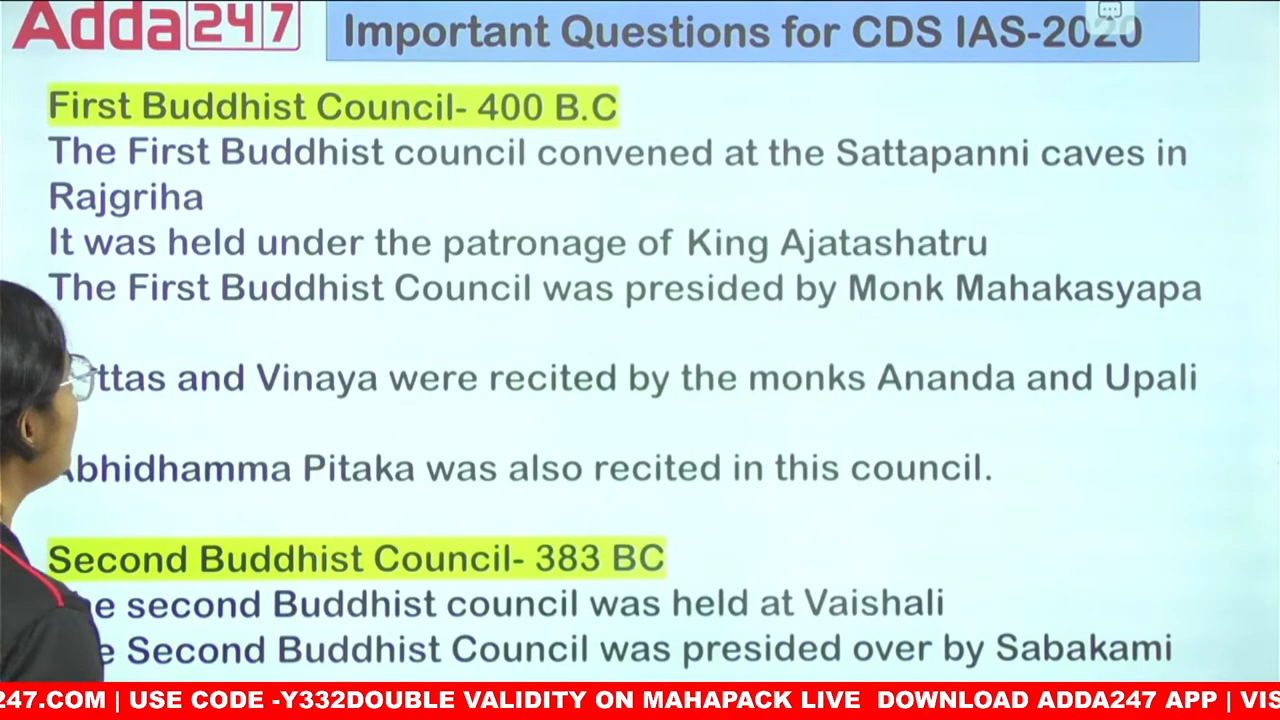 Adda247
Important Questions for CDS IAS-2020
First Buddhist Council- 400 B.C
The First Buddhist council convened at the Sattapanni caves in
Rajgriha
It was held under the patronage of King Ajatashatru
The First Buddhist Council was presided by Monk Mahakasyapa
and Vinaya were recited by the monks Ananda and Upali
Abhidhamma Pitaka was also recited in this council.
Second Buddhist Council- 383 BC
second Buddhist council was held at Vaishali
Second Buddhist Council was presided over by Sabakami
247.COM | USE CODE -Y332DOUBLE VALIDITY ON MAHAPACK LIVE DOWNLOAD ADDA247 APP |